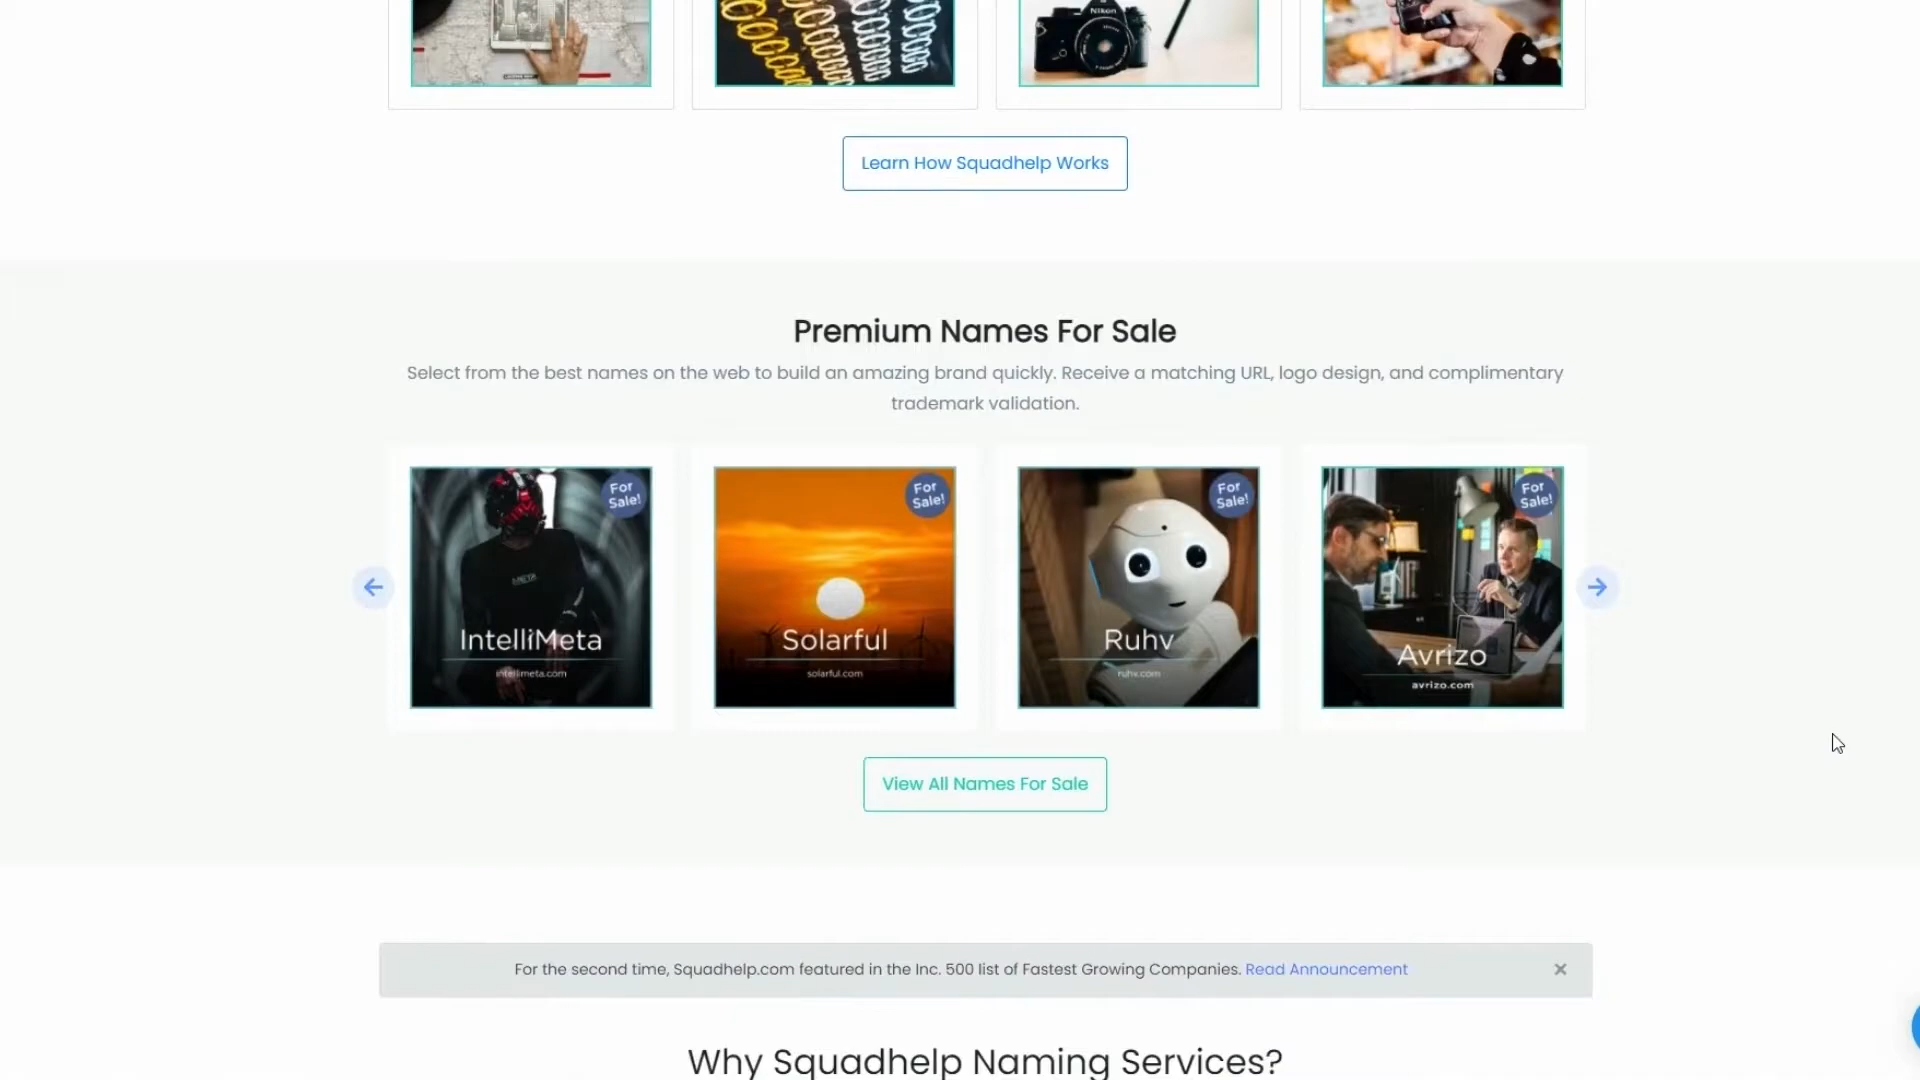 Nikon
Learn How Squadhelp Works
Premium Names For Sale
Select from the best names on the web to build an amazing brand quickly. Receive a matching URL, logo design, and complimentary
trademark validation.
For
Sale!
META
IntelliMeta
intellimeta.com
For
Sale!
Solarful
solarful.com
For
Sale!
Ruhv
ruhv.com
For
Sale!
Avrizo
avrizo.com
View All Names For Sale
For the second time, Squadhelp.com featured in the Inc. 500 list of Fastest Growing Companies. Read Announcement
Why Squadhelp Naming Services?